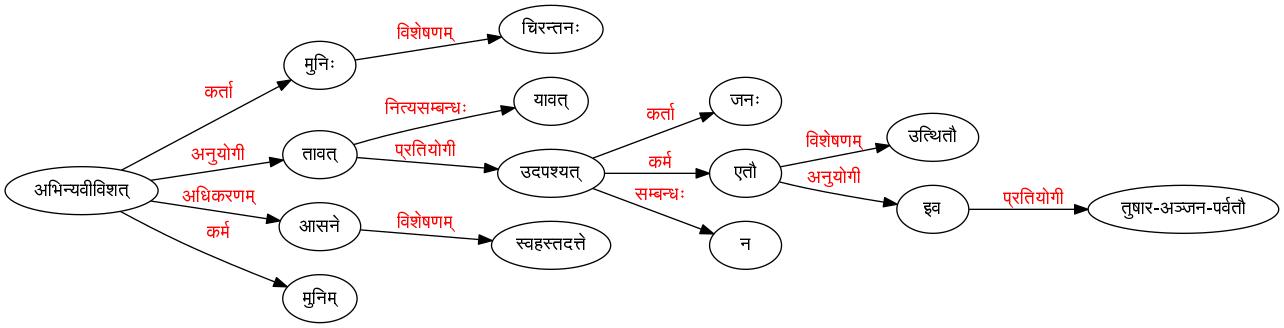 चिरन्तनः
विशेषणम्
मुनिः
कर्ता
यावत्
जनः
नित्यसम्बन्धः
कर्ता
उत्थितौ
विशेषणम्
तावत्
अनुयोगी
प्रतियोगी
उदपश्यत्
कर्म
एतौ
अनुयोगी
अभिन्यवीविशत्
अधिकरणम्
सम्बन्धः
इव
प्रतियोगी
तुषार-अञ्जन-पर्वतौ
आसने
विशेषणम्
स्वहस्तदत्ते
न
कर्म
मुनिम्